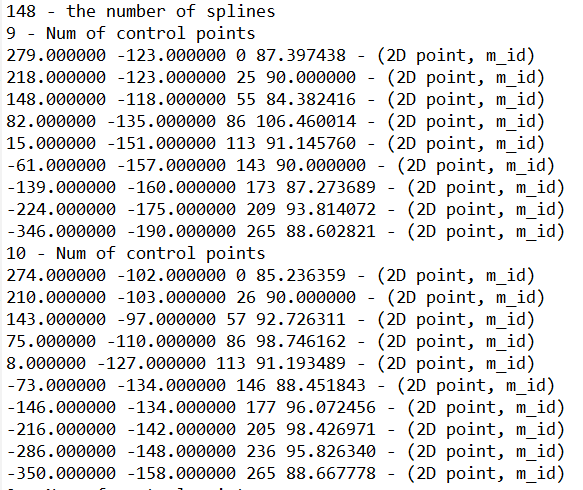 148 - the number of splines
9 - Num of control points
279.000000 -123.000000 0 87.397438 - (2D point, m_id)
218.000000 -123.000000 25 90.000000 - (2D point, m_id)
148.000000 -118.000000 55 84.382416 - (2D point, m_id)
82.000000 -135.000000 86 106.460014 - (2D point, m_id)
15.000000 -151.000000 113 91.145760 - (2D point, m_id)
-61.000000 -157.000000 143 90.000000 - (2D point, m_id)
-139.000000 -160.000000 173 87.273689 - (2D point, m_id)
-224.000000 -175.000000 209 93.814072 - (2D point, m_id)
-346.000000 -190.000000 265 88.602821 - (2D point, m_id)
10 - Num of control points
274.000000 -102.000000 0 85.236359 - (2D point, m_id)
210.000000 -103.000000 26 90.000000 - (2D point, m_id)
143.000000 -97.000000 57 92.726311 - (2D point, m_id)
75.000000 -110.000000 86 98.746162 - (2D point, m_id)
8.000000 -127.000000 113 91.193489 - (2D point, m_id)
-73.000000 -134.000000 146 88.451843 - (2D point, m_id)
-146.000000 -134.000000 177 96.072456 - (2D point, m_id)
-216.000000 -142.000000 205 98.426971 - (2D point, m_id)
-286.000000 -148.000000 236 95.826340 - (2D point, m_id)
-350.000000 -158.000000 265 88.667778 - (2D point, m_id)